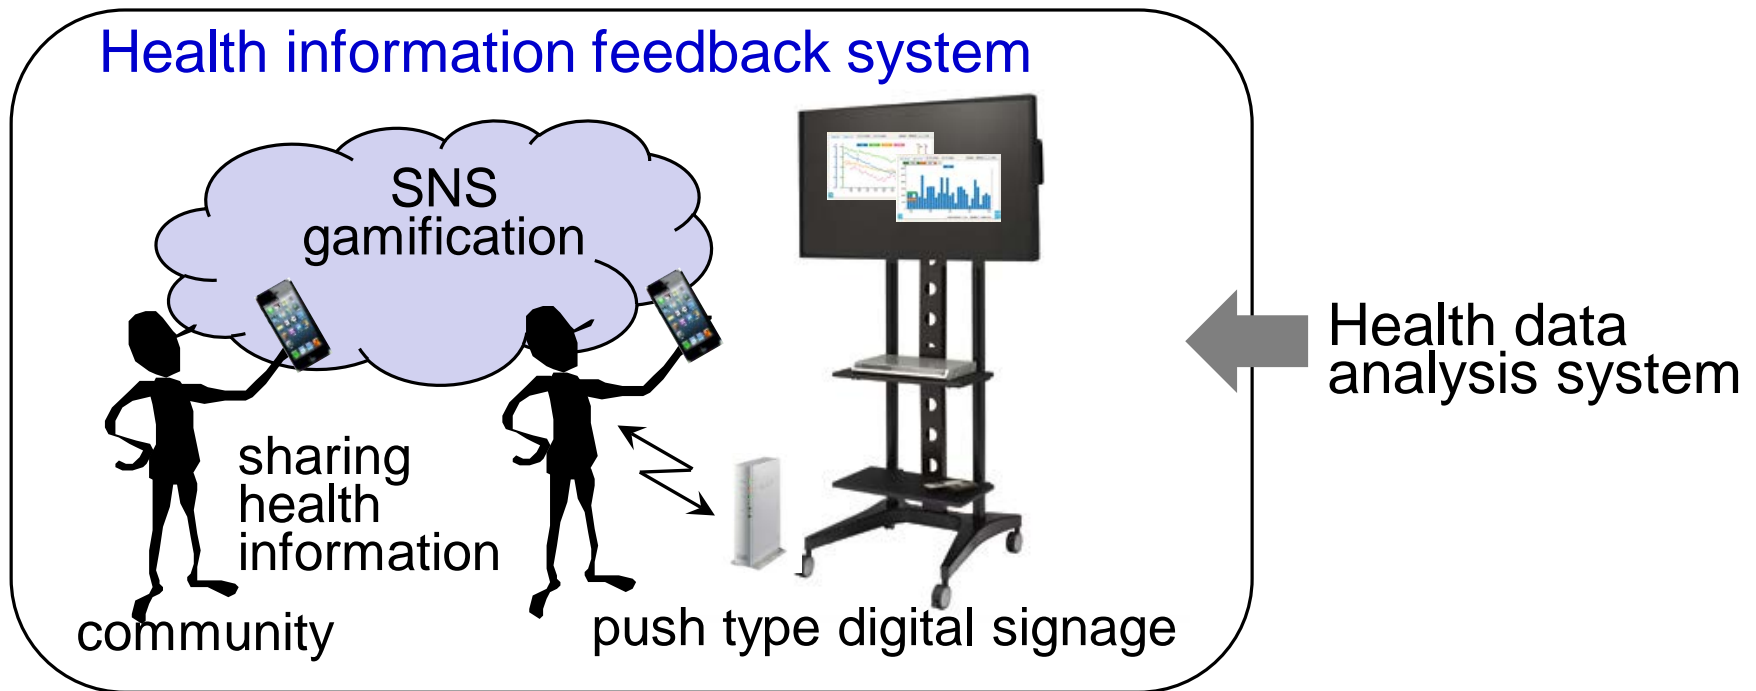 Health information feedback system
SNS
gamification
Health data
analysis system
sharing
health
information
community
push type digital signage